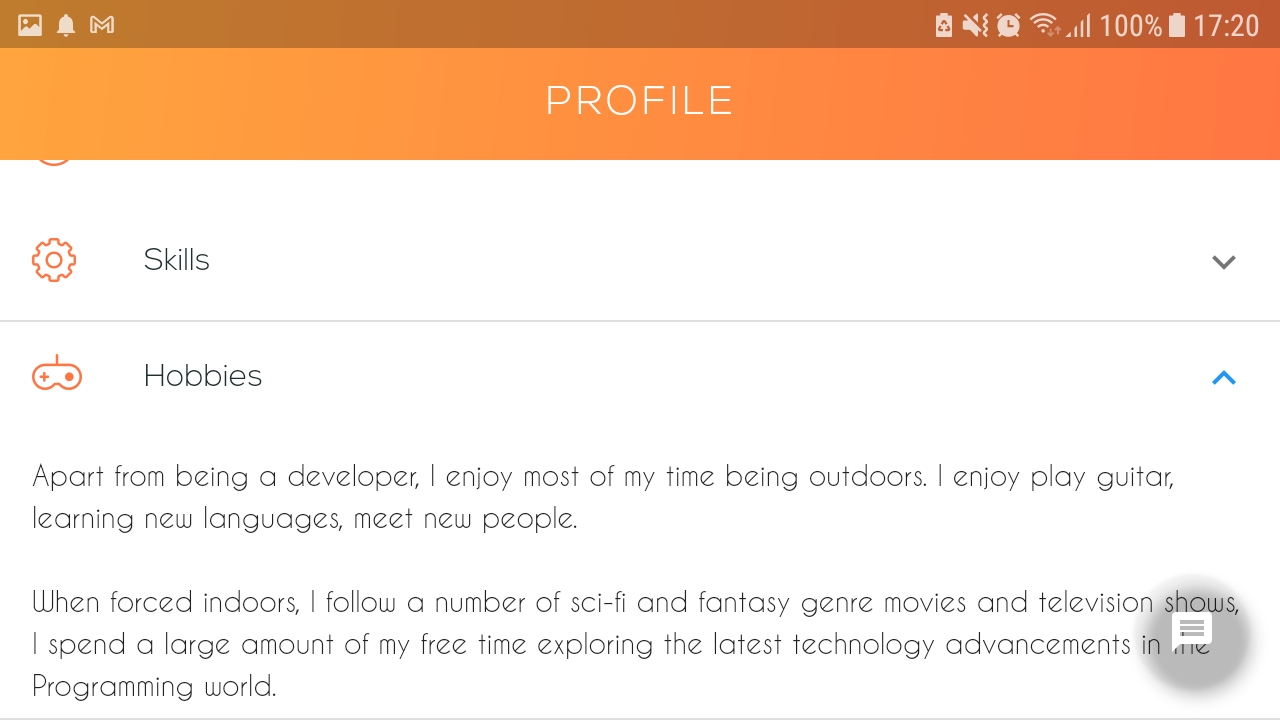 100% 17:20
PROFILE
Skills
Hobbies
Apart from being a developer, I enjoy most of my time being outdoors. I enjoy play guitar,
learning new languages, meet new people.
When forced indoors, I follow a number of sci-fi and fantasy genre movies and television shows,
I spend a large amount of my free time exploring the latest technology advancements in the
Programming world.